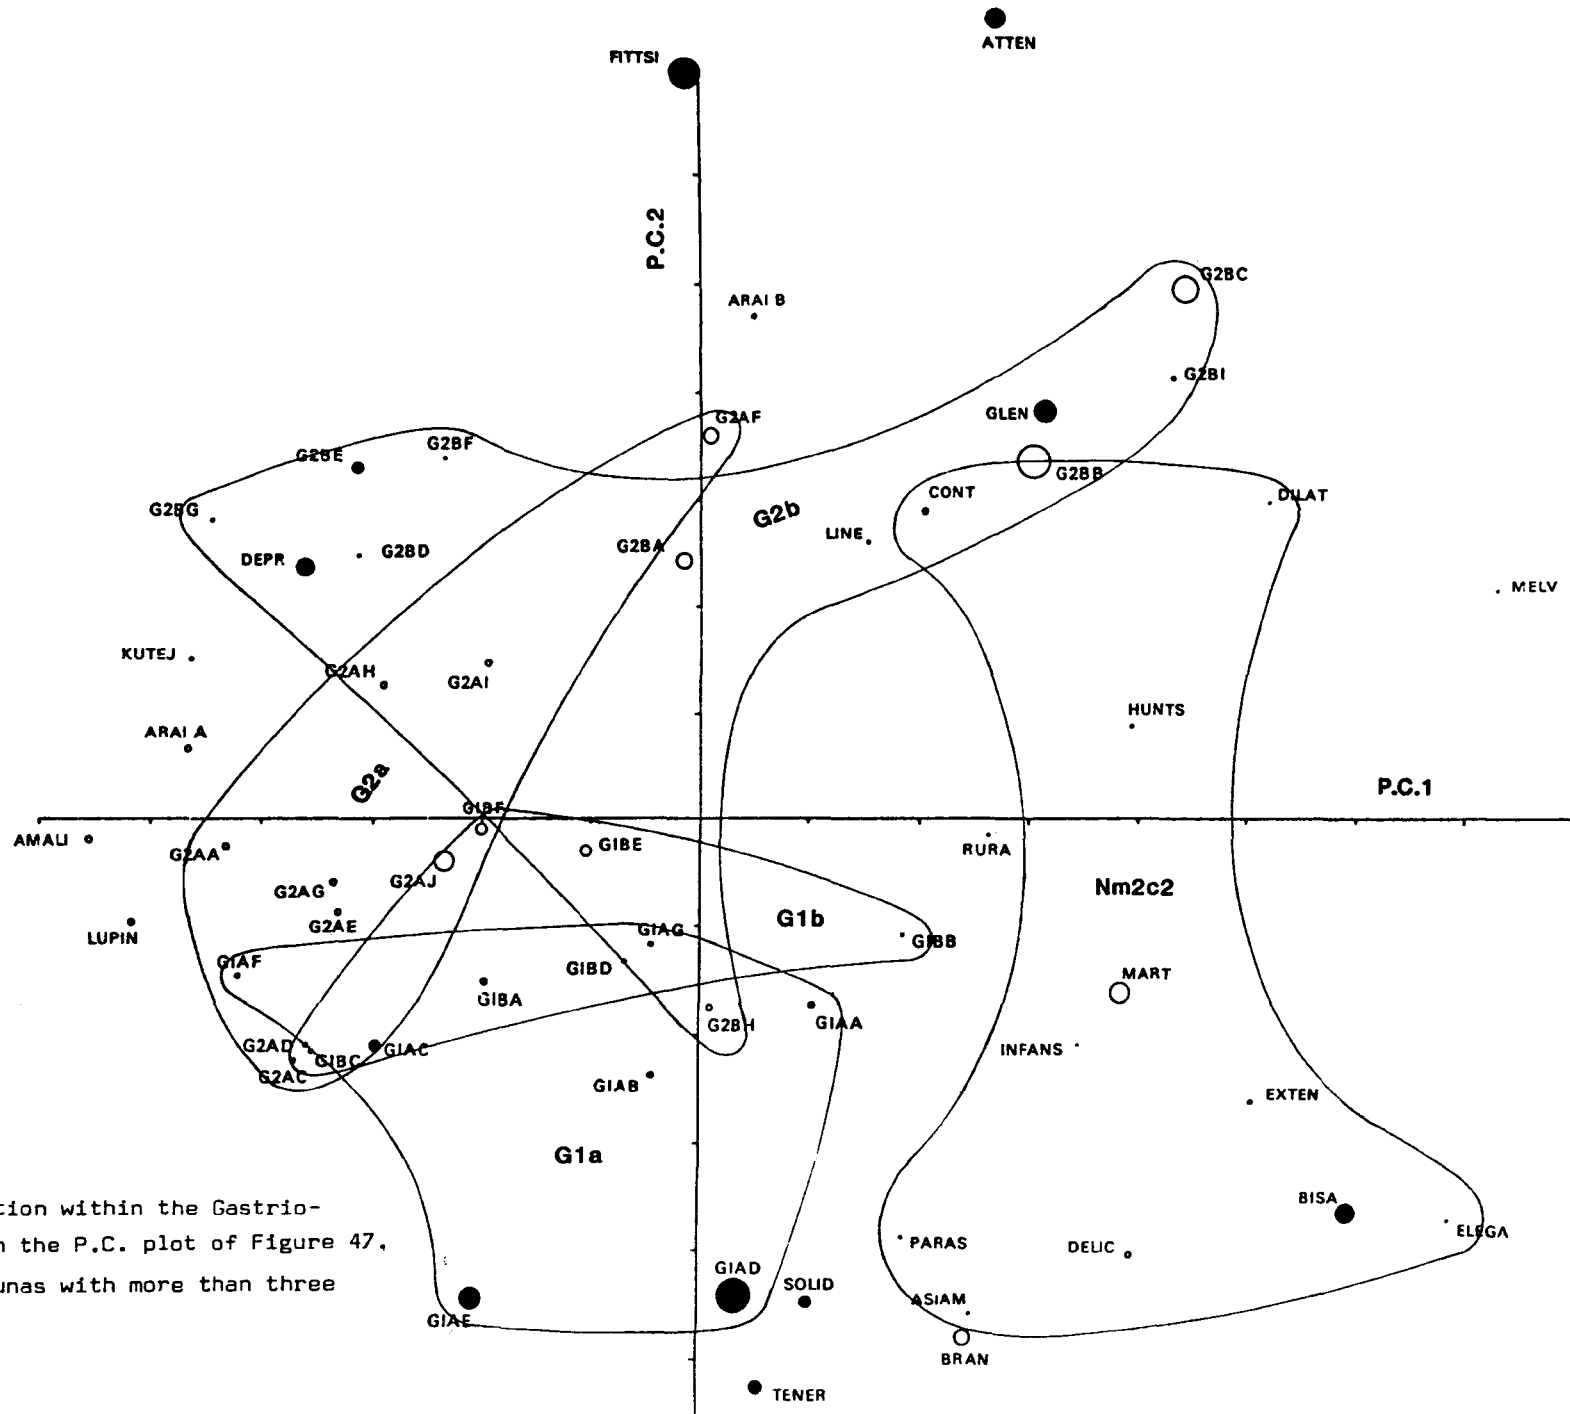 ATTEN
FITTSI
P.C.2
G2BC
ARAI B
G2BI
GLEN
G2AF
G2BF
G2BE
G2BB
CONT
DILAT
G2BG
G2b
LINE
G2BA
DEPR
G2BD
MELV
KUTEJ
G2AH
G2AI
HUNTS
ARAI A
G2a
P.C.1
GIBF
AMALI
G2AA
GIBE
RURA
G2AJ
G2AG
Nm2c2
G2AE
LUPIN
G1b
GIAG
GIBB
GIAF
GIBD
MART
GIBA
G2BH
GIAA
G2AD
GIBC
GIAC
INFANS
G2AC
GIAB
EXTEN
G1a
BISA
tion within the Gastrio-
n the P.C. plot of Figure 47.
unas with more than three
ELEGA
PARAS
DELIC
GIAD
SOLID
ASIAM
GIAE
BRAN
TENER